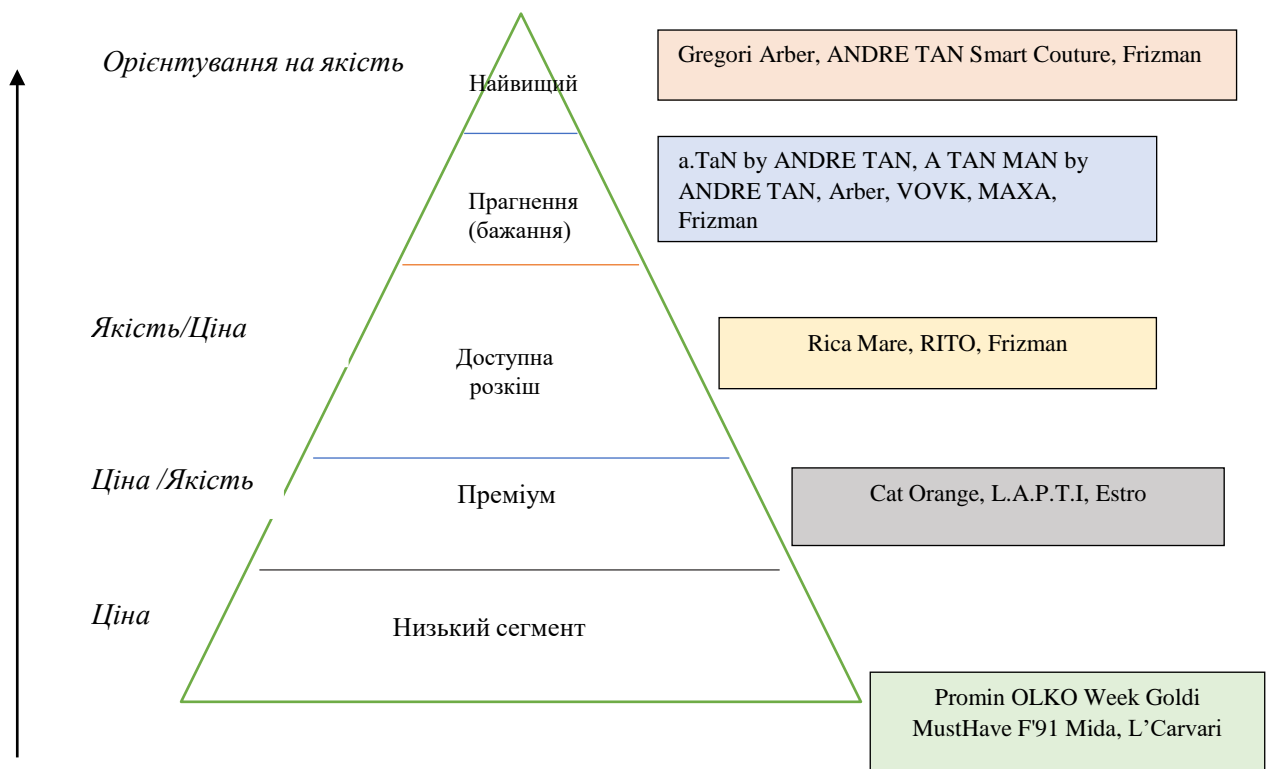 Орієнтування на якість
Найвищий
Gregori Arber, ANDRE TAN Smart Couture, Frizman
Прагнення
(бажання)
a.TaN by ANDRE TAN, A TAN MAN by
ANDRE TAN, Arber, VOVK, MAXA,
Frizman
Якість/Ціна
Доступна
розкіш
Rica Mare, RITO, Frizman
Ціна /Якість
Преміум
Cat Orange, L.A.P.T.I, Estro
Ціна
Низький сегмент
Promin OLKO Week Goldi
MustHave F'91 Mida, L’Carvari